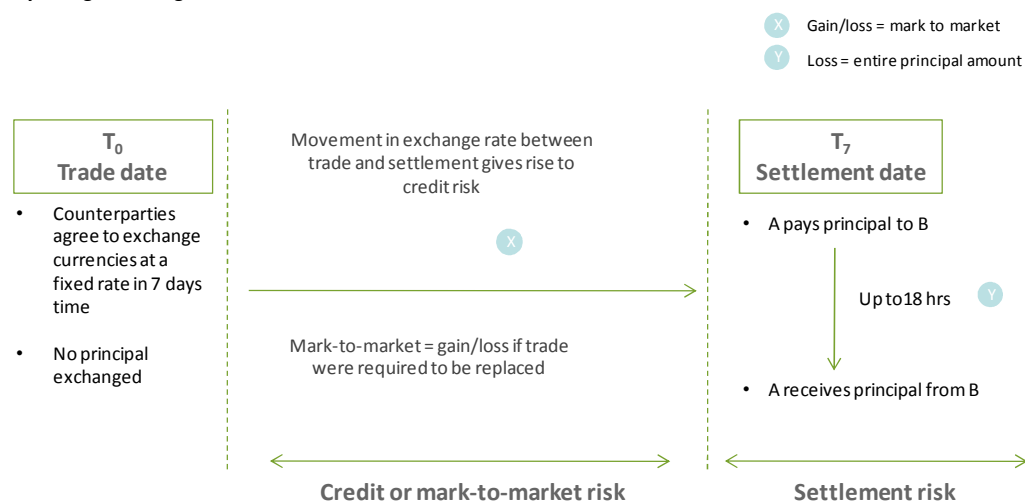 X Gain/loss = mark to market
Y Loss = entire principal amount
T0
Trade date
• Counterparties
agree to exchange
currencies at a
fixed rate in 7 days
time
• No principal
exchanged
Movement in exchange rate between
trade and settlement gives rise to
credit risk
X
Mark-to-market = gain/loss if trade
were required to be replaced
T7
Settlement date
• A pays principal to B
Up to 18 hrs Y
• A receives principal from B
Credit or mark-to-market risk
Settlement risk